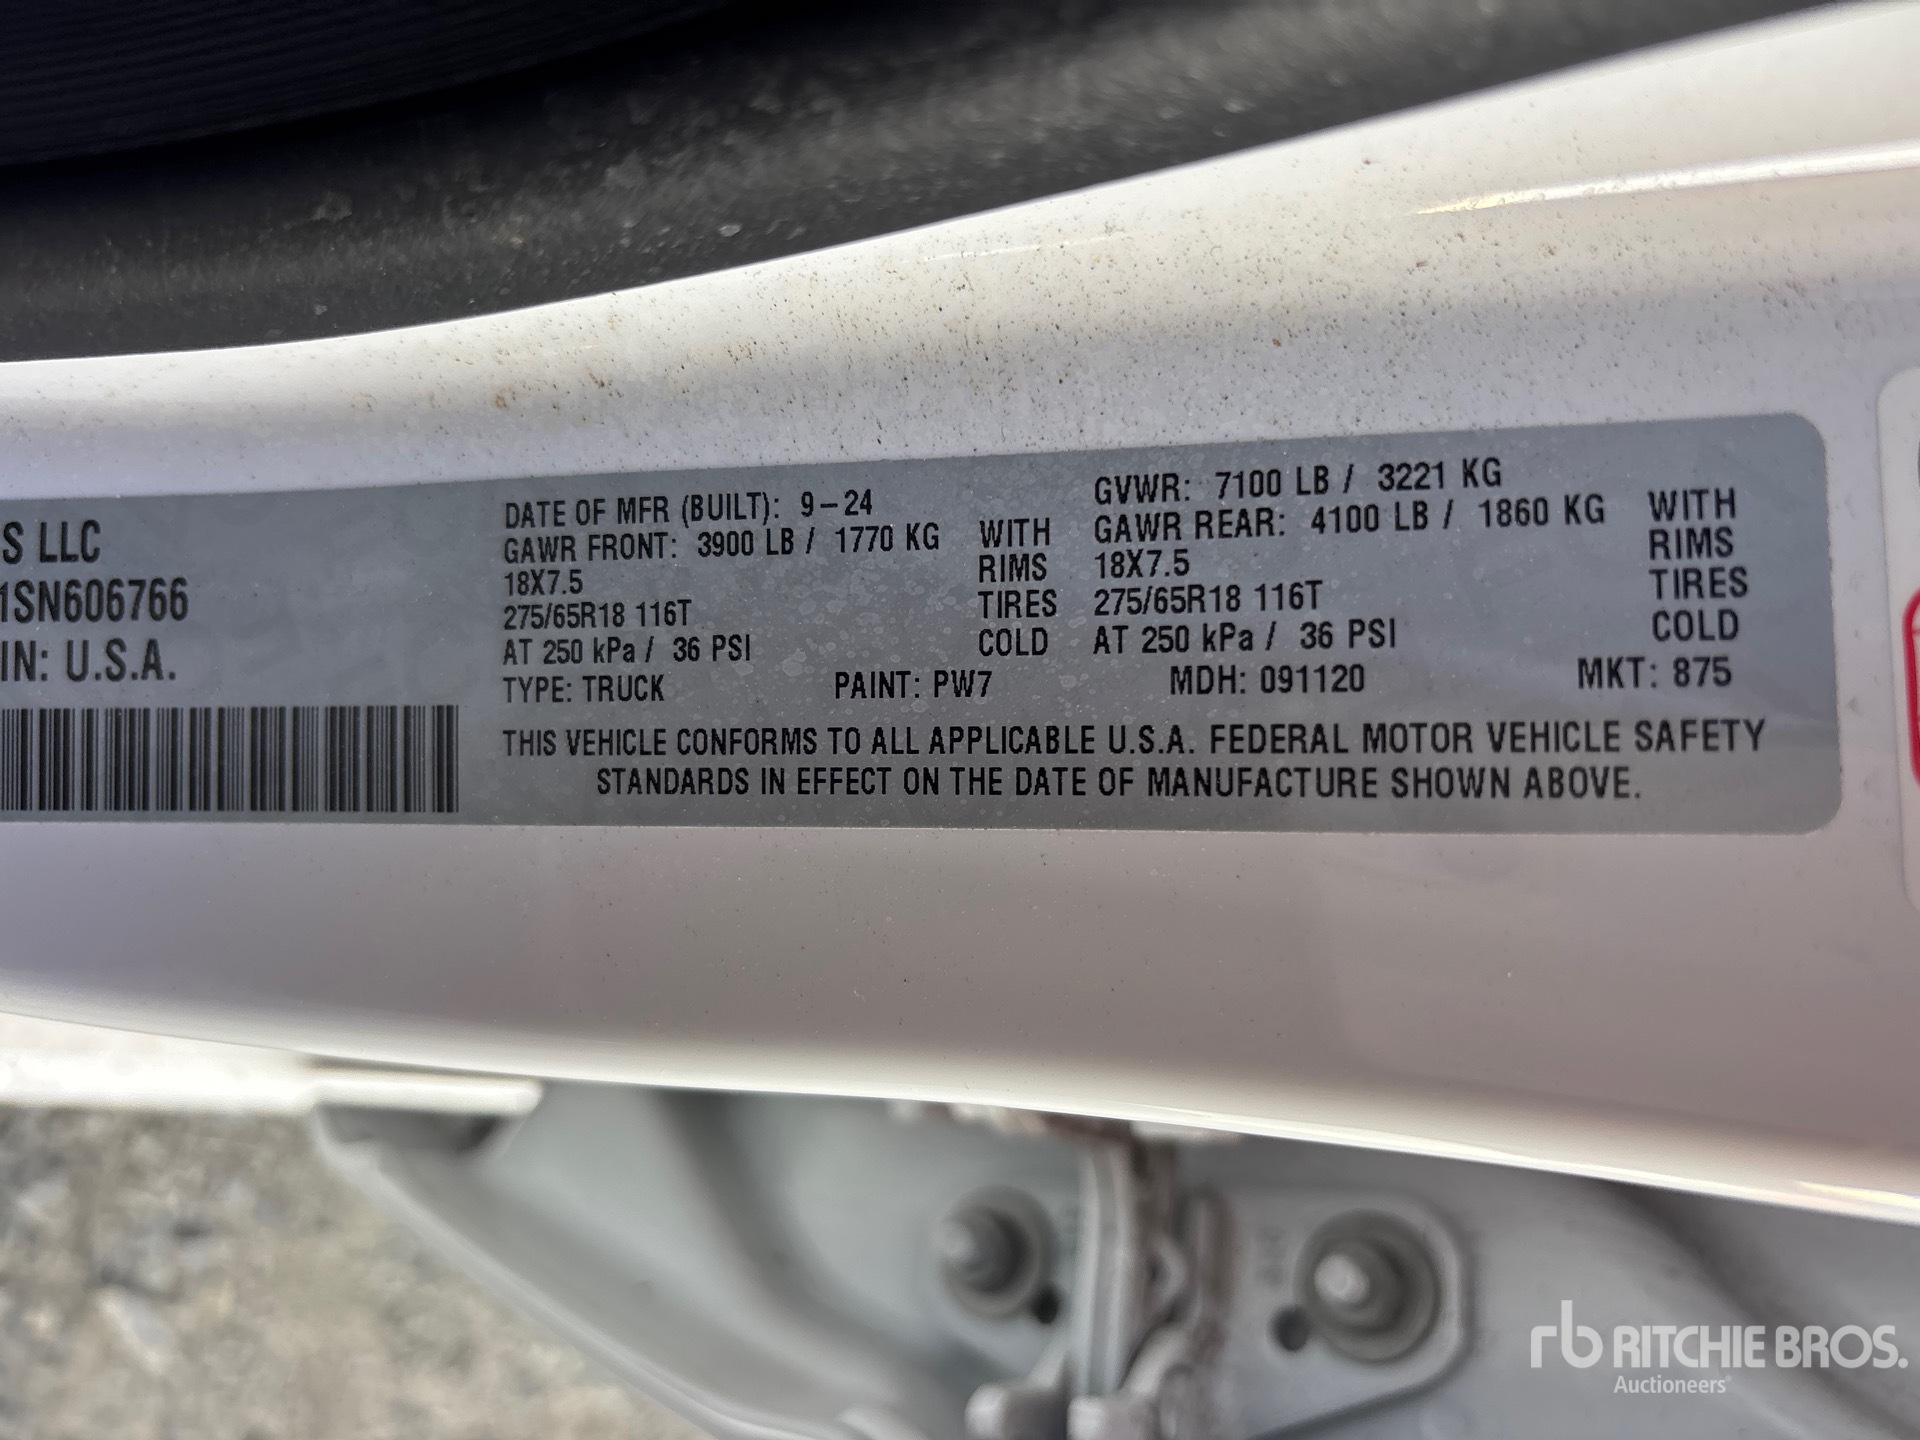 S LLC
1SN606766
IN: U.S.A.
DATE OF MFR (BUILT): 9-24
GAWR FRONT: 3900 LB / 1770 KG WITH
18X7.5 RIMS
275/65R18 116T TIRES
AT 250 kPa / 36 PSI COLD
GVWR: 7100 LB / 3221 KG
GAWR REAR: 4100 LB / 1860 KG WITH
18X7.5 RIMS
275/65R18 116T TIRES
AT 250 kPa / 36 PSI COLD
TYPE: TRUCK PAINT: PW7 MDH: 091120 MKT: 875
THIS VEHICLE CONFORMS TO ALL APPLICABLE U.S.A. FEDERAL MOTOR VEHICLE SAFETY
STANDARDS IN EFFECT ON THE DATE OF MANUFACTURE SHOWN ABOVE.
rb RITCHIE BROS.
Auctioneers